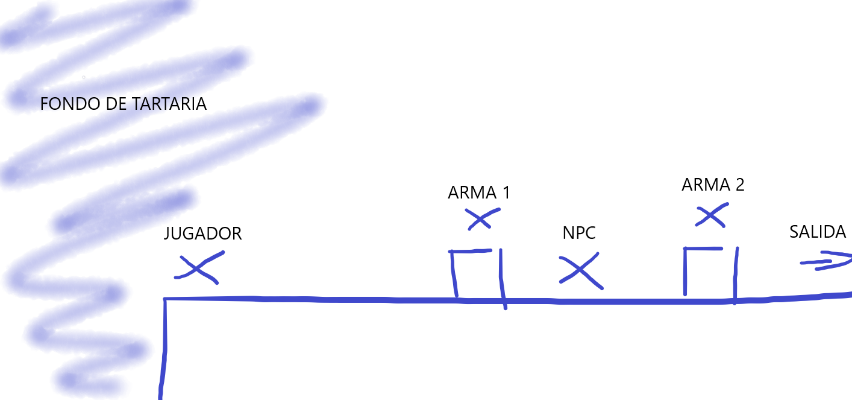 FONDO DE TARTARIA
JUGADOR
ARMA 1
NPC
ARMA 2
SALIDA